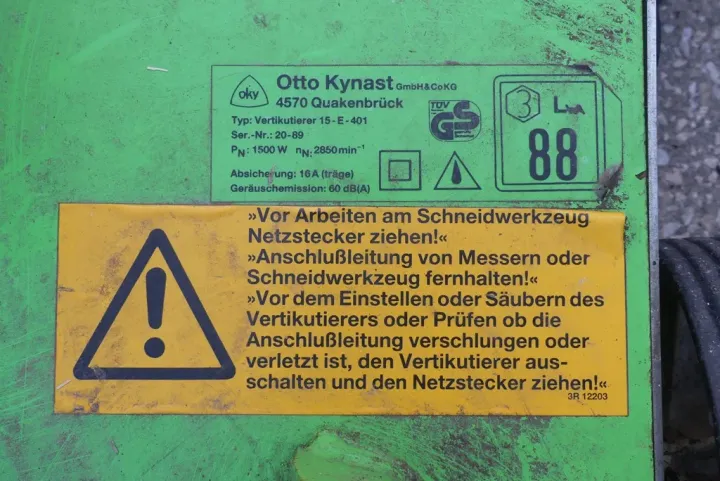 oky
Otto Kynast GmbH&CoKG
4570 Quakenbrück
Typ: Vertikutierer 15-E-401
Ser.-Nr.: 20-89
PN: 1500 W nN: 2850min⁻¹
Absicherung: 16A (träge)
Geräuschemission: 60 dB(A)
TÜV
GS
3 LWA
88
»Vor Arbeiten am Schneidwerkzeug
Netzstecker ziehen!«
»Anschlußleitung von Messern oder
Schneidwerkzeug fernhalten!«
»Vor dem Einstellen oder Säubern des
Vertikutierers oder Prüfen ob die
Anschlußleitung verschlungen oder
verletzt ist, den Vertikutierer aus-
schalten und den Netzstecker ziehen!«
3R 12203